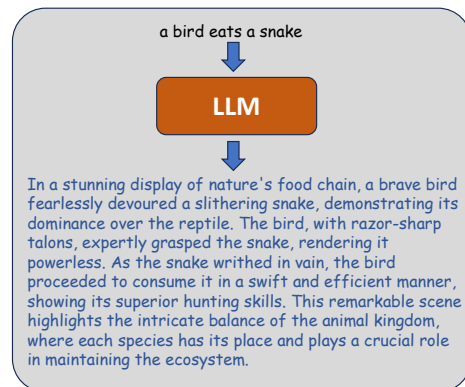 a bird eats a snake
LLM
In a stunning display of nature's food chain, a brave bird
fearlessly devoured a slithering snake, demonstrating its
dominance over the reptile. The bird, with razor-sharp
talons, expertly grasped the snake, rendering it
powerless. As the snake writhed in vain, the bird
proceeded to consume it in a swift and efficient manner,
showing its superior hunting skills. This remarkable scene
highlights the intricate balance of the animal kingdom,
where each species has its place and plays a crucial role
in maintaining the ecosystem.